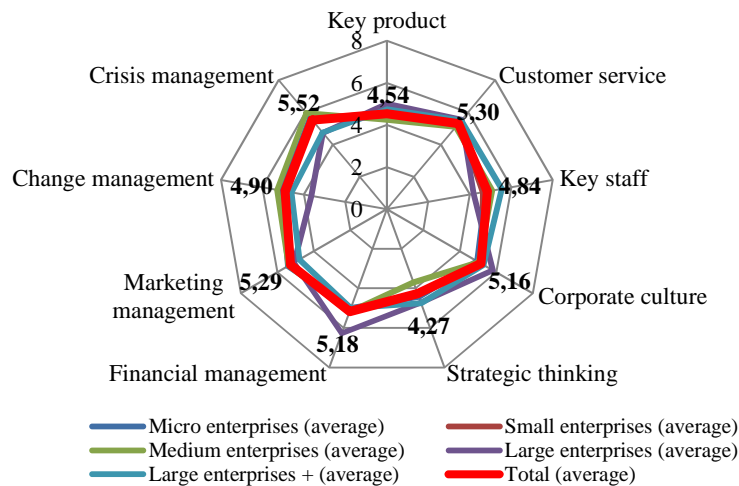 Key product
8
Crisis management
Customer service
6
5,52
4,54
5,30
4
Change management
4,90
2
4,84
Key staff
0
Marketing
management
5,29
5,16
Corporate culture
4,27
5,18
Financial management
Strategic thinking
Micro enterprises (average)
Small enterprises (average)
Medium enterprises (average)
Large enterprises (average)
Large enterprises + (average)
Total (average)